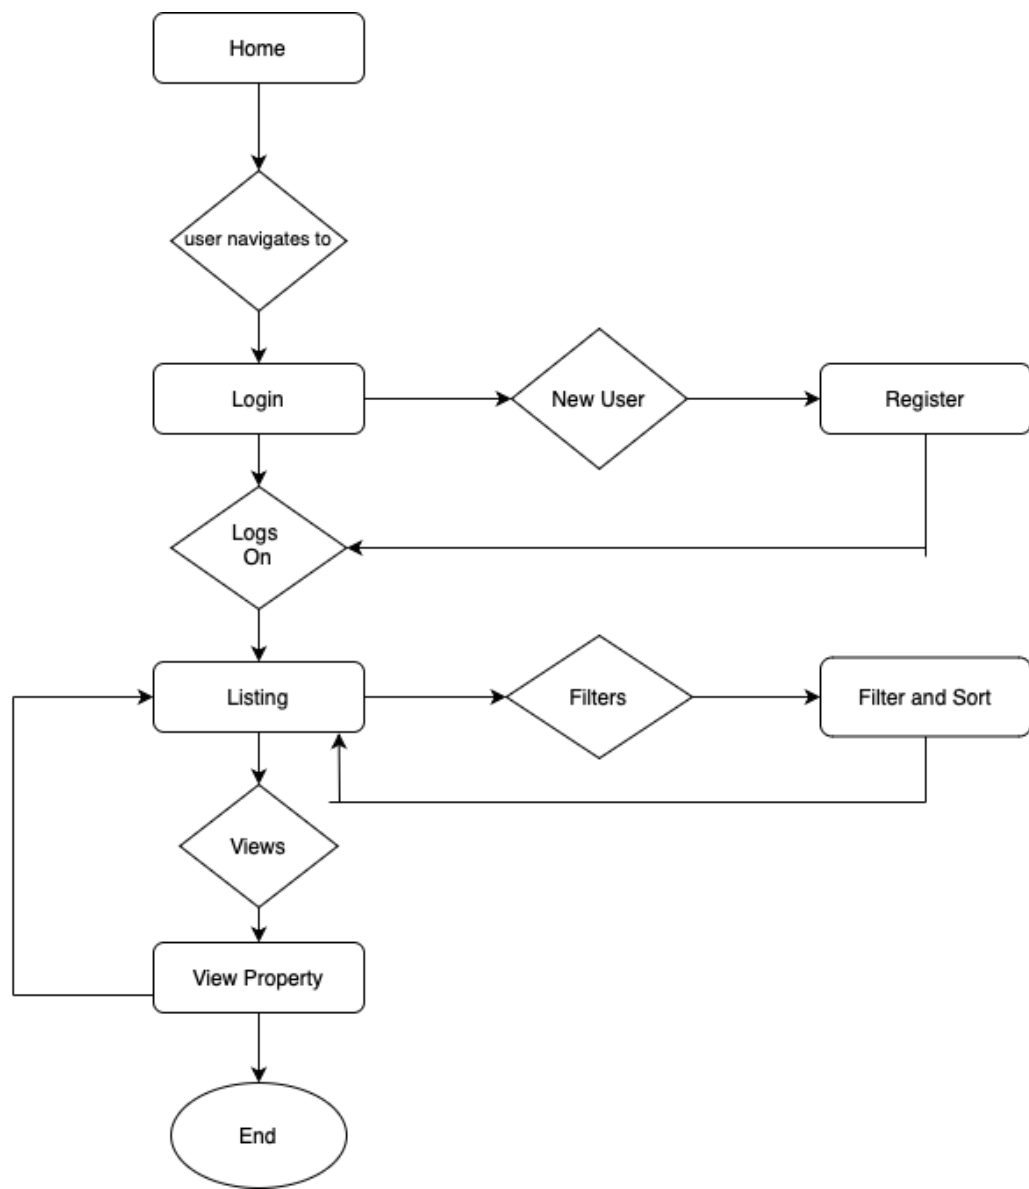 Home
user navigates to
Login
New User
Register
Logs
On
Listing
Filters
Filter and Sort
Views
View Property
End